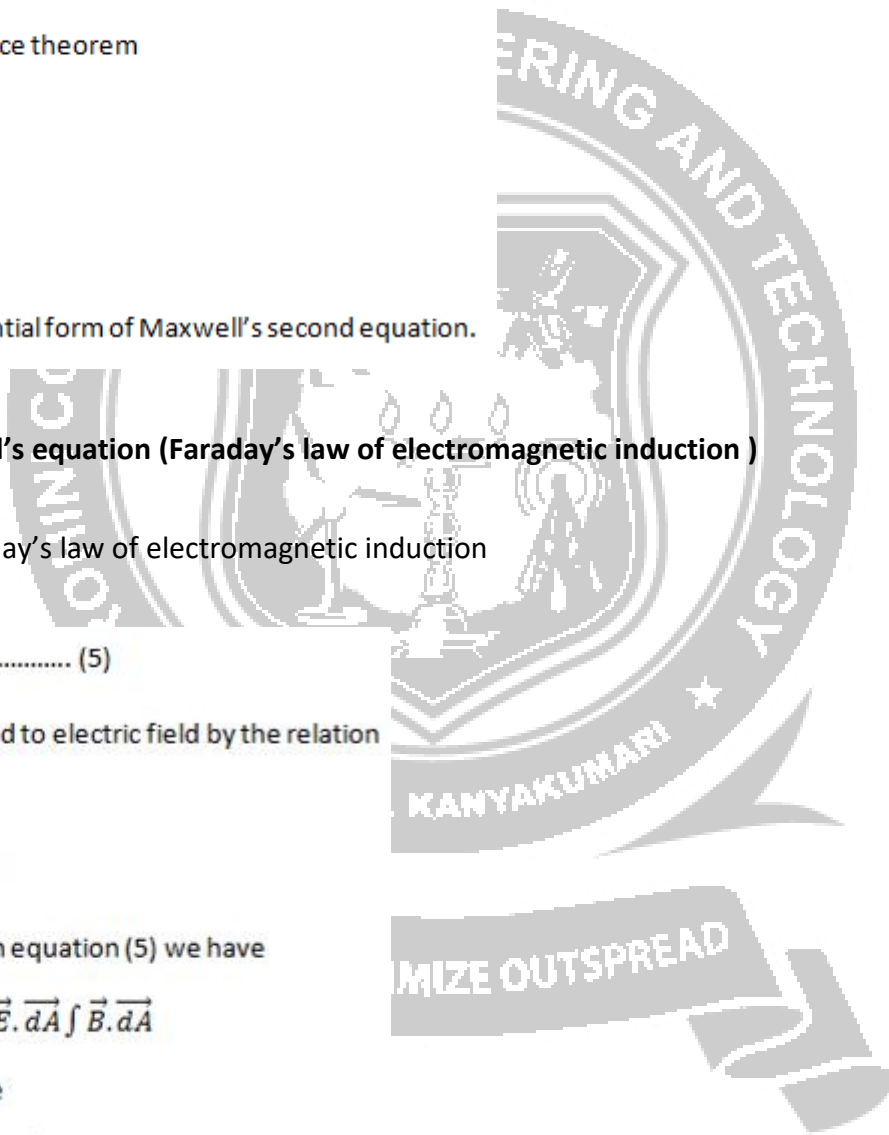 ce theorem
ERING AND TECHNOLOGY
ntial form of Maxwell's second equation.
l's equation (Faraday's law of electromagnetic induction )
ay's law of electromagnetic induction
............ (5)
d to electric field by the relation
KANYAKUMARI
n equation (5) we have
MIZE OUTSPREAD
E⃗. dA⃗ ∫ B⃗. dA⃗
e